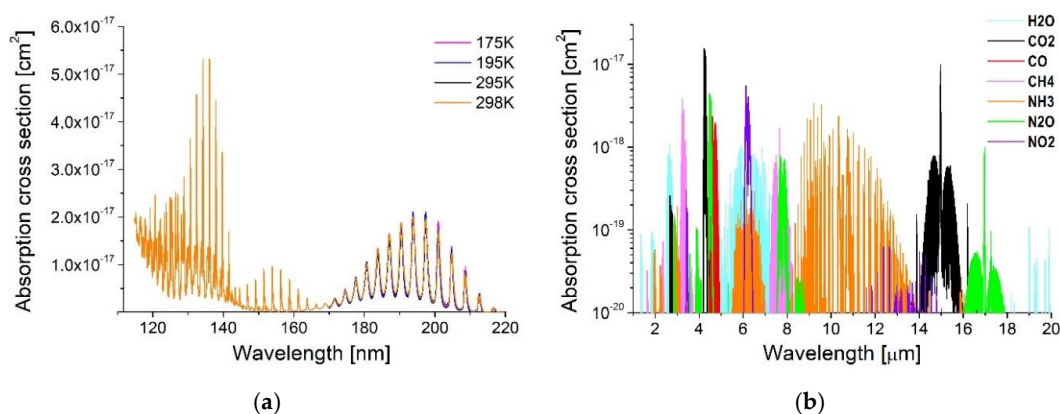 6.0x10-17
5.0x10-17
4.0x10-17
3.0x10-17
2.0x10-17
1.0x10-17
Absorption cross section [cm2]
120 140 160 180 200 220
Wavelength [nm]
175K
195K
295K
298K
(a)
10-17
10-18
10-19
10-20
Absorption cross section [cm2]
2 4 6 8 10 12 14 16 18 20
Wavelength [μm]
H2O
CO2
CO
CH4
NH3
N2O
NO2
(b)